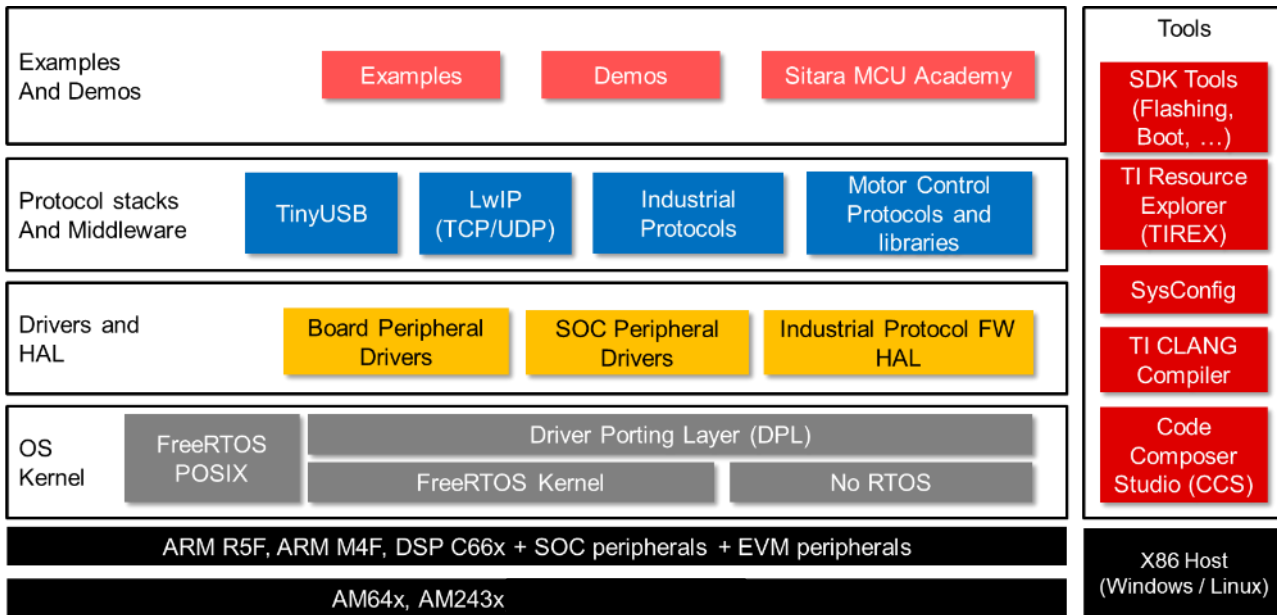 Examples
And Demos
Examples
Demos
Sitara MCU Academy
Protocol stacks
And Middleware
TinyUSB
LwIP
(TCP/UDP)
Industrial
Protocols
Motor Control
Protocols and
libraries
Drivers and
HAL
Board Peripheral
Drivers
SOC Peripheral
Drivers
Industrial Protocol FW
HAL
OS
Kernel
FreeRTOS
POSIX
Driver Porting Layer (DPL)
FreeRTOS Kernel
No RTOS
ARM R5F, ARM M4F, DSP C66x + SOC peripherals + EVM peripherals
AM64x, AM243x
Tools
SDK Tools
(Flashing,
Boot, …)
TI Resource
Explorer
(TIREX)
SysConfig
TI CLANG
Compiler
Code
Composer
Studio (CCS)
X86 Host
(Windows / Linux)